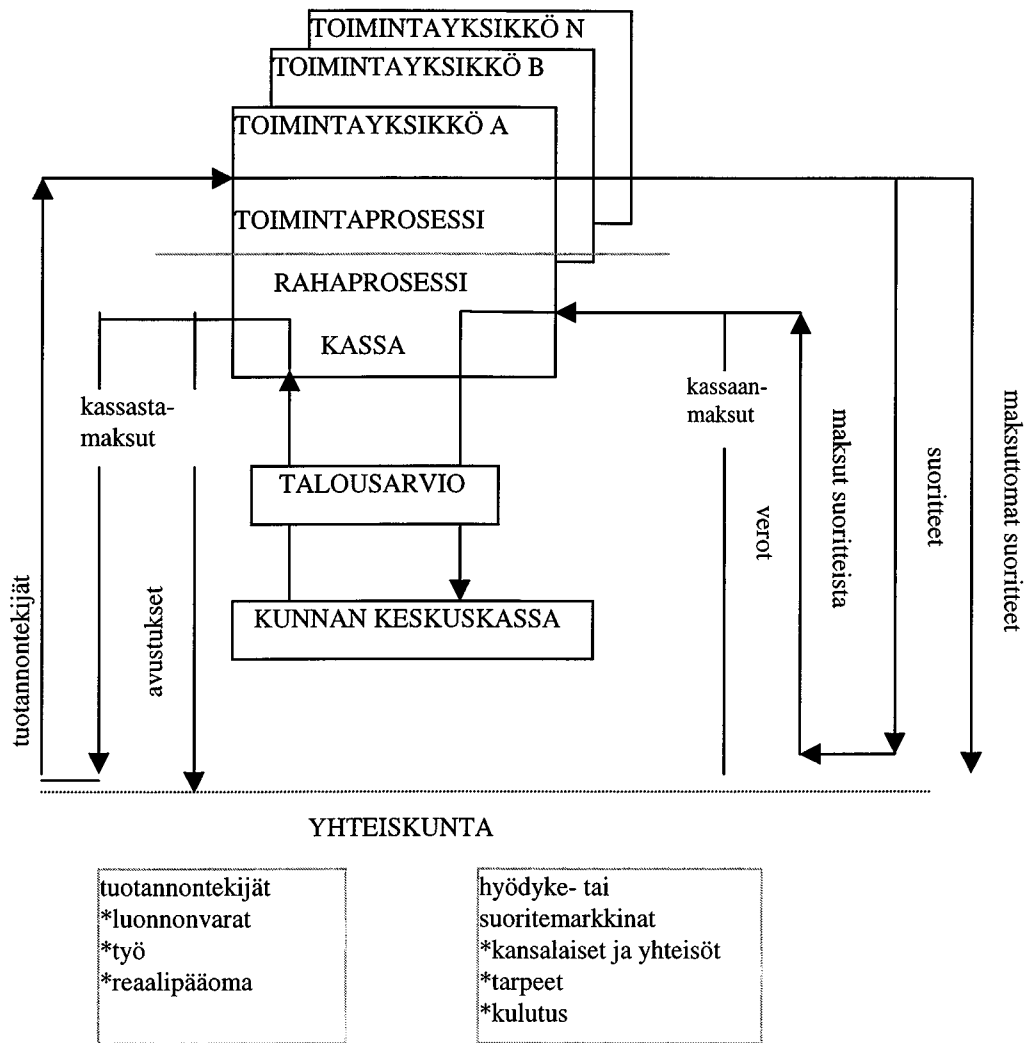 TOIMINTAYKSIKKÖ N
TOIMINTAYKSIKKÖ B
TOIMINTAYKSIKKÖ A
TOIMINTAPROSESSI
RAHAPROSESSI
KASSA
kassasta-
maksut
kassaan-
maksut
TALOUSARVIO
KUNNAN KESKUSKASSA
tuotannontekijät
avustukset
verot
maksut suoritteista
suoritteet
maksuttomat suoritteet
YHTEISKUNTA
tuotannontekijät
*luonnonvarat
*työ
*reaalipääoma
hyödyke- tai
suoritemarkkinat
*kansalaiset ja yhteisöt
*tarpeet
*kulutus